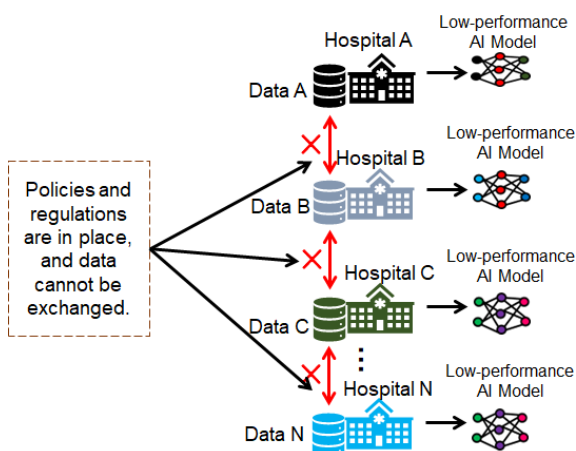 Low-performance
AI Model
Hospital A
Data A
Low-performance
AI Model
Hospital B
Data B
Policies and
regulations
are in place,
and data
cannot be
exchanged.
Low-performance
AI Model
Hospital C
Data C
Low-performance
AI Model
Hospital N
Data N